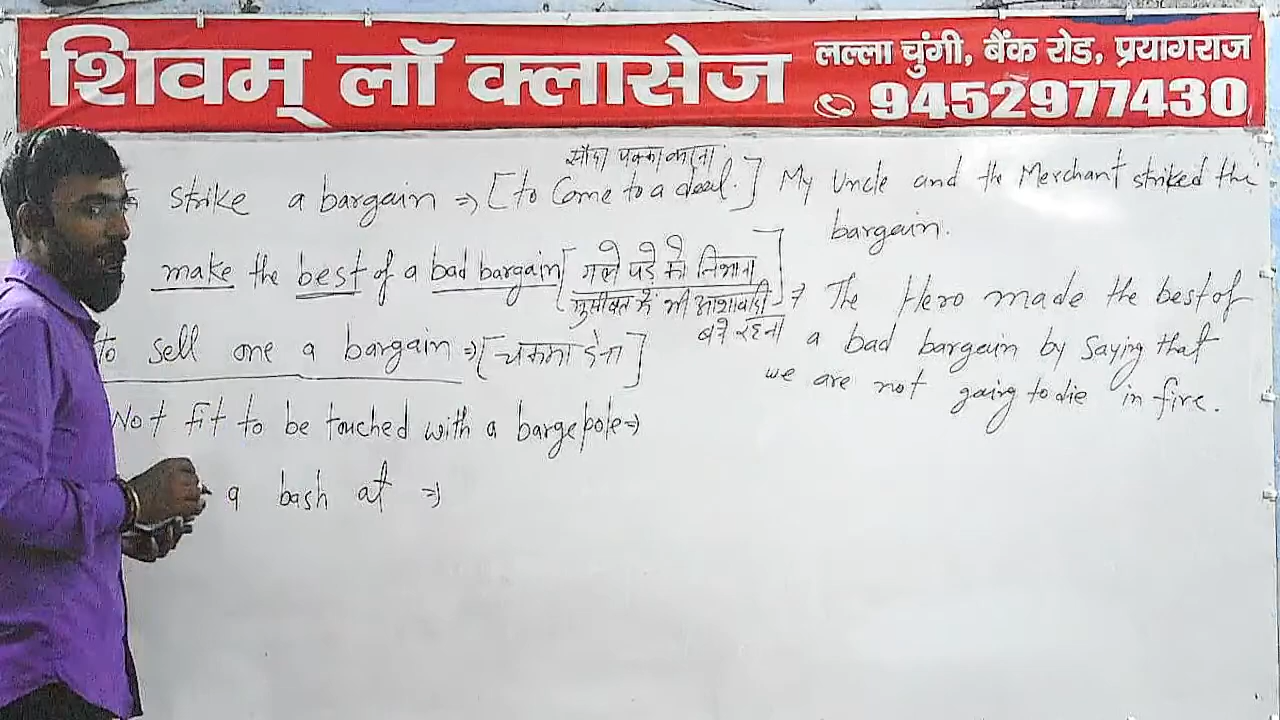 शिवम् लॉ क्लासेज
लल्ला चुंगी, बैंक रोड, प्रयागराज
9452977430
सौदा पक्का करना
strike a bargain ⇒ [to Come to a deal.] My Uncle and the Merchant striked the
bargain.
make the best of a bad bargain [गले पड़े को निभाना
मुसीबत में भी आशावादी
बने रहना]
⇒ The Hero made the best of
a bad bargain by saying that
we are not going to die in fire.
to sell one a bargain ⇒ [चकमा देना]
Not fit to be touched with a bargepole ⇒
a bash at ⇒